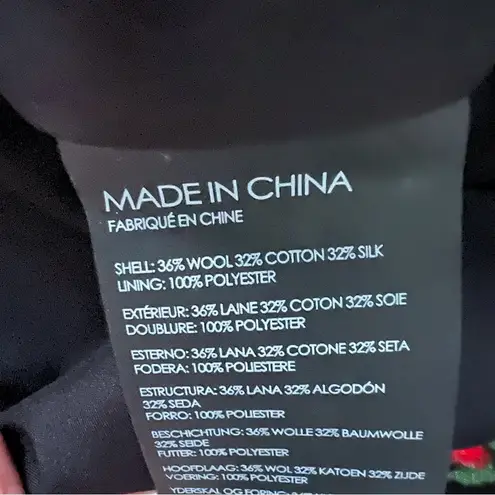 MADE IN CHINA
FABRIQUÉ EN CHINE
SHELL: 36% WOOL 32% COTTON 32% SILK
LINING: 100% POLYESTER
EXTÉRIEUR: 36% LAINE 32% COTON 32% SOIE
DOUBLURE: 100% POLYESTER
ESTERNO: 36% LANA 32% COTONE 32% SETA
FODERA: 100% POLIESTERE
ESTRUCTURA: 36% LANA 32% ALGODÓN
32% SEDA
FORRO: 100% POLIESTER
BESCHICHTUNG: 36% WOLLE 32% BAUMWOLLE
32% SEIDE
FUTTER: 100% POLYESTER
HOOFDLAAG: 36% WOL 32% KATOEN 32% ZIJDE
VOERING: 100% POLYESTER
YDERSKAL OG